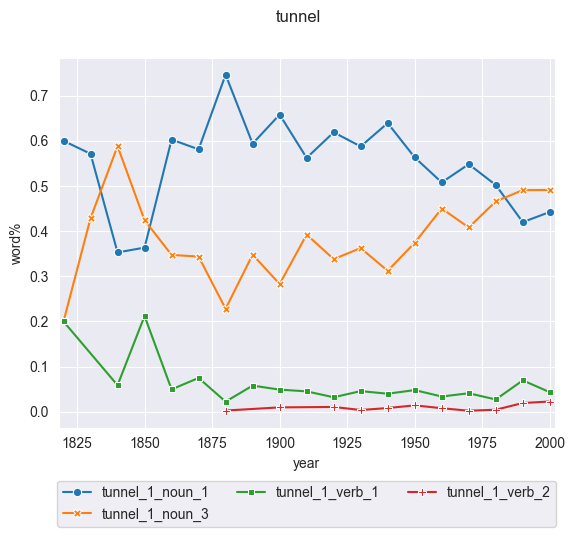 tunnel
word%
0.7
0.6
0.5
0.4
0.3
0.2
0.1
0.0
1825 1850 1875 1900 1925 1950 1975 2000
year
tunnel_1_noun_1 tunnel_1_verb_1 tunnel_1_verb_2
tunnel_1_noun_3